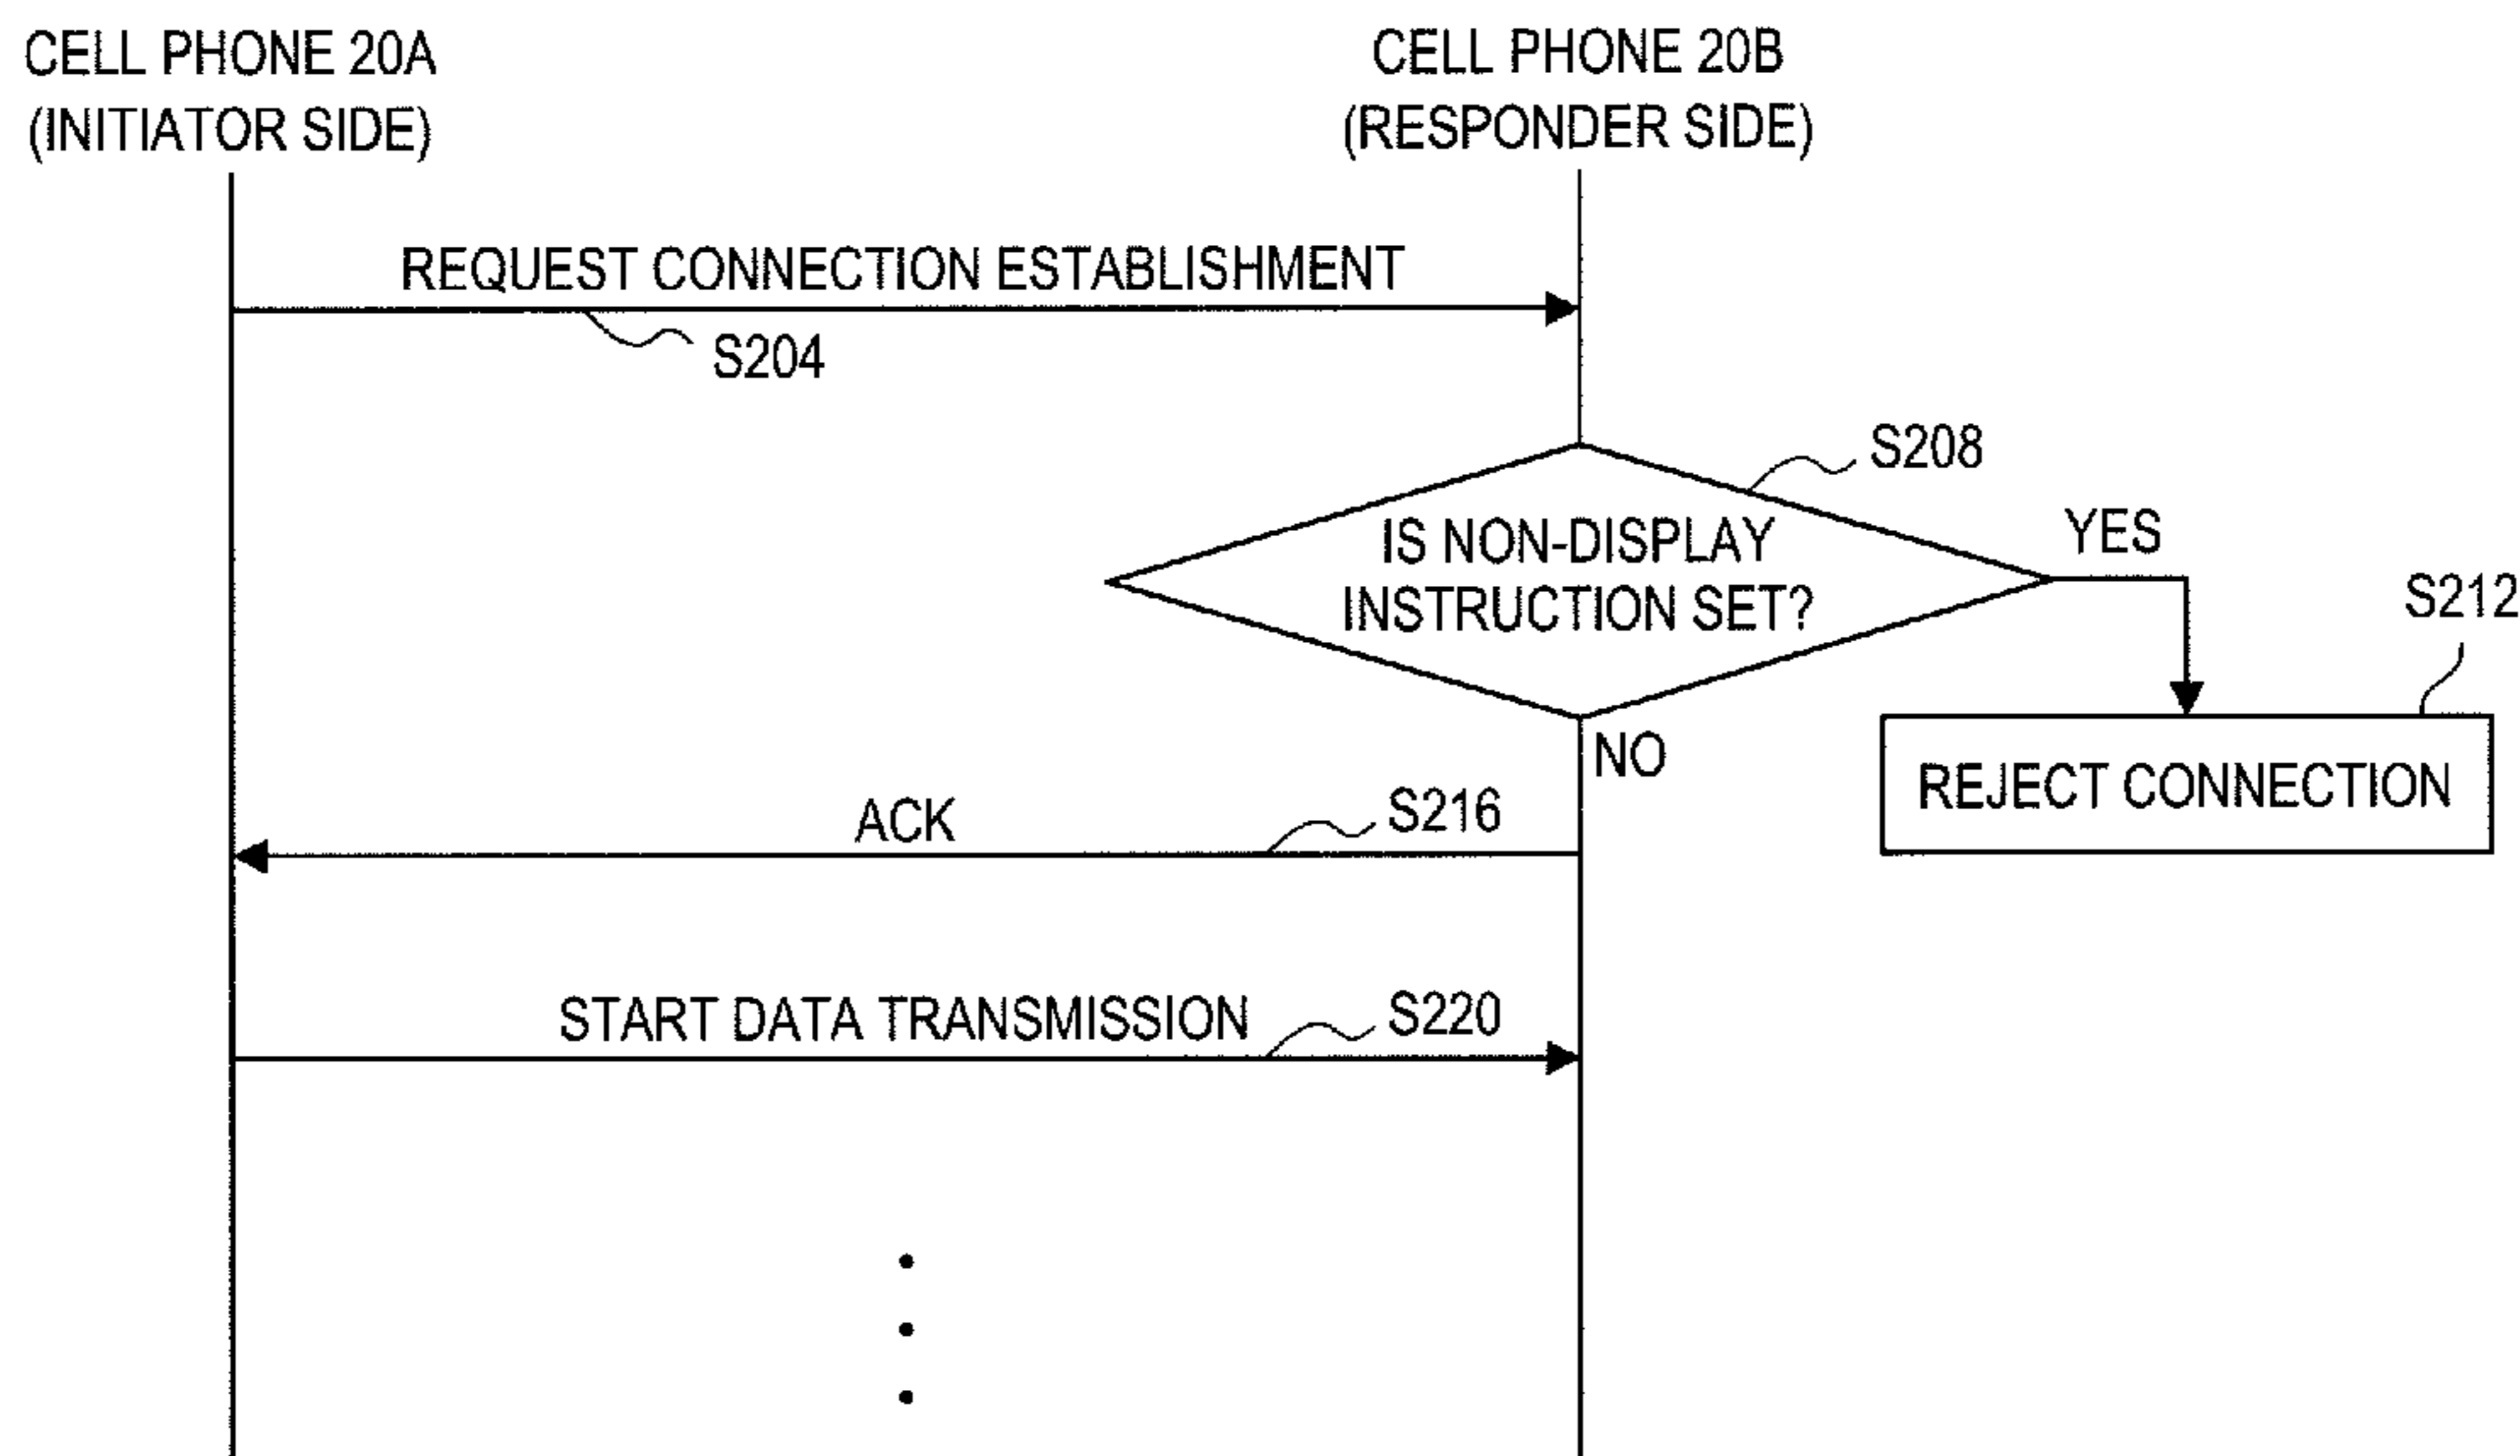 CELL PHONE 20A
(INITIATOR SIDE)
CELL PHONE 20B
(RESPONDER SIDE)
REQUEST CONNECTION ESTABLISHMENT
S204
S208
IS NON-DISPLAY
INSTRUCTION SET?
YES
S212
NO
REJECT CONNECTION
ACK
S216
START DATA TRANSMISSION
S220